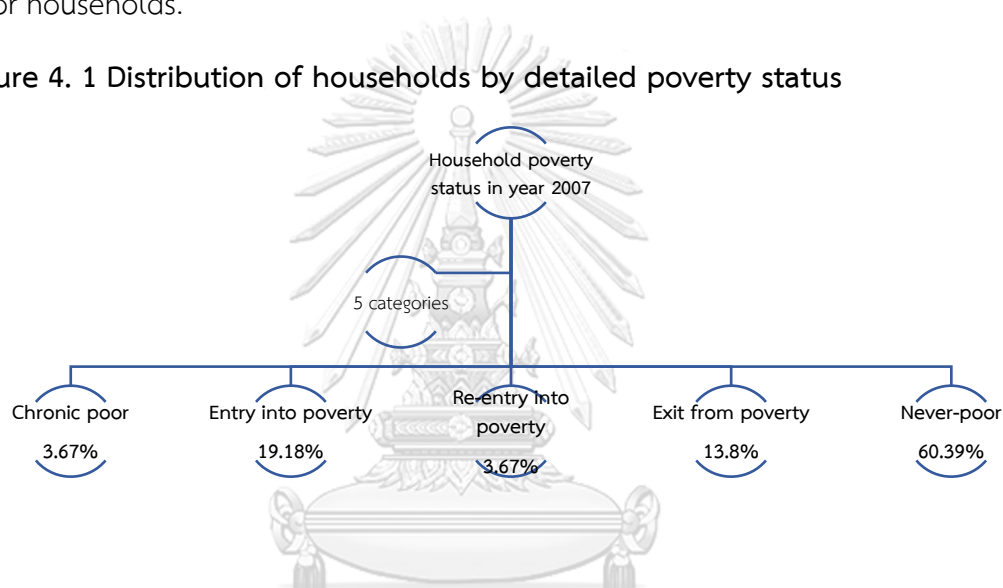 or households.
ure 4. 1 Distribution of households by detailed poverty status
Household poverty
status in year 2007
5 categories
Chronic poor
3.67%
Entry into poverty
19.18%
Re-entry into
poverty
3.67%
Exit from poverty
13.8%
Never-poor
60.39%